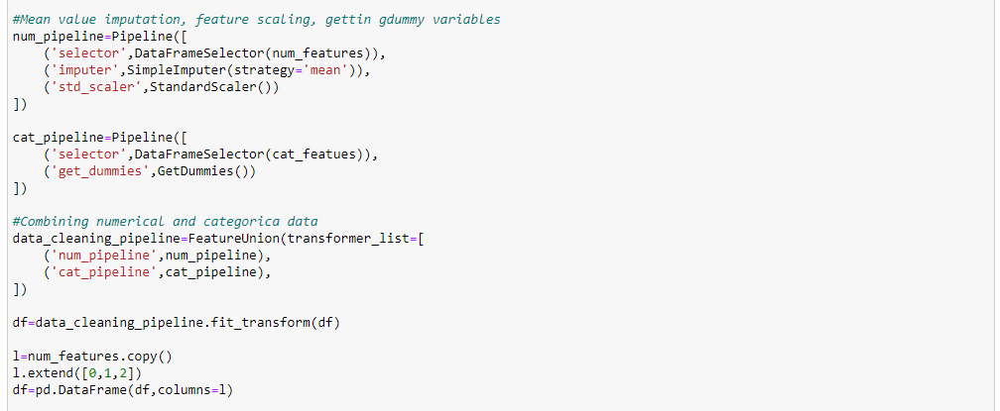 #Mean value imputation, feature scaling, gettin gdummy variables
num_pipeline=Pipeline([
    ('selector',DataFrameSelector(num_features)),
    ('imputer',SimpleImputer(strategy='mean')),
    ('std_scaler',StandardScaler())
])

cat_pipeline=Pipeline([
    ('selector',DataFrameSelector(cat_featues)),
    ('get_dummies',GetDummies())
])

#Combining numerical and categorica data
data_cleaning_pipeline=FeatureUnion(transformer_list=[
    ('num_pipeline',num_pipeline),
    ('cat_pipeline',cat_pipeline),
])

df=data_cleaning_pipeline.fit_transform(df)

l=num_features.copy()
l.extend([0,1,2])
df=pd.DataFrame(df,columns=l)